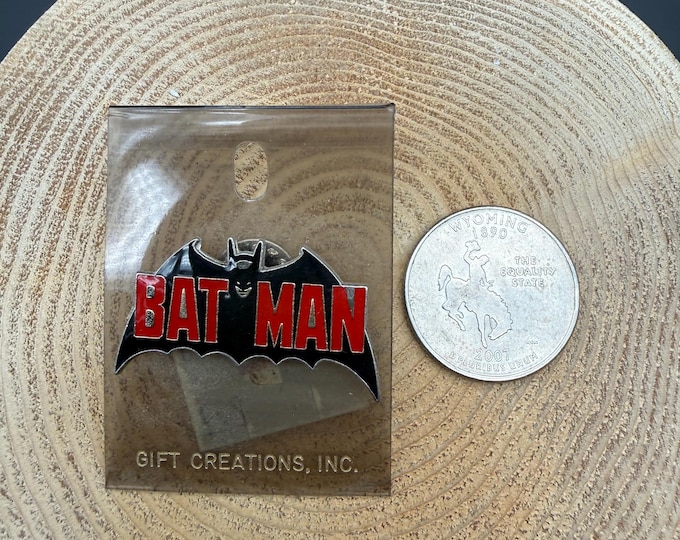 BAT MAN
GIFT CREATIONS, INC.
WYOMING
1890
THE
EQUALITY
STATE
2007
E PLURIBUS UNUM